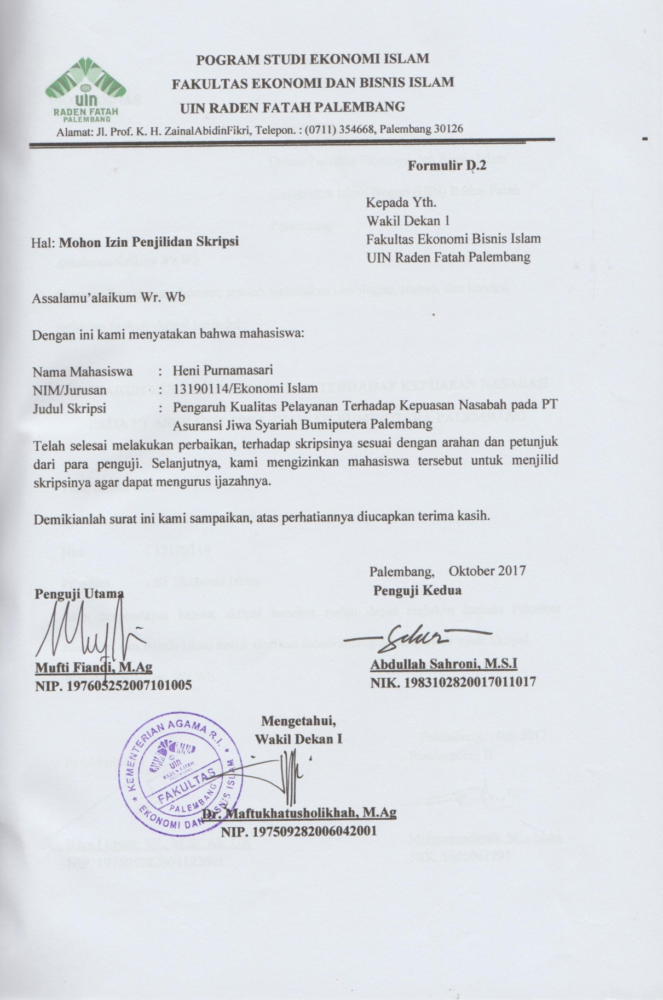 POGRAM STUDI EKONOMI ISLAM
FAKULTAS EKONOMI DAN BISNIS ISLAM
UIN RADEN FATAH PALEMBANG
uin
RADEN FATAH
PALEMBANG
Alamat: Jl. Prof. K. H. ZainalAbidinFikri, Telepon. : (0711) 354668, Palembang 30126
Formulir D.2
Kepada Yth.
Wakil Dekan 1
Fakultas Ekonomi Bisnis Islam
UIN Raden Fatah Palembang
Hal: Mohon Izin Penjilidan Skripsi
Assalamu’alaikum Wr. Wb
Dengan ini kami menyatakan bahwa mahasiswa:
Nama Mahasiswa : Heni Purnamasari
NIM/Jurusan : 13190114/Ekonomi Islam
Judul Skripsi : Pengaruh Kualitas Pelayanan Terhadap Kepuasan Nasabah pada PT
Asuransi Jiwa Syariah Bumiputera Palembang
Telah selesai melakukan perbaikan, terhadap skripsinya sesuai dengan arahan dan petunjuk
dari para penguji. Selanjutnya, kami mengizinkan mahasiswa tersebut untuk menjilid
skripsinya agar dapat mengurus ijazahnya.
Demikianlah surat ini kami sampaikan, atas perhatiannya diucapkan terima kasih.
Palembang, Oktober 2017
Penguji Utama
Penguji Kedua
Mufti Fiandi, M.Ag
NIP. 197605252007101005
Abdullah Sahroni, M.S.I
NIK. 1983102820017011017
Mengetahui,
Wakil Dekan I
KEMENTERIAN AGAMA R.I.
uin
RADEN FATAH
PALEMBANG
FAKULTAS
PALEMBANG
EKONOMI DAN BISNIS ISLAM
Dr. Maftukhatusholikhah, M.Ag
NIP. 197509282006042001